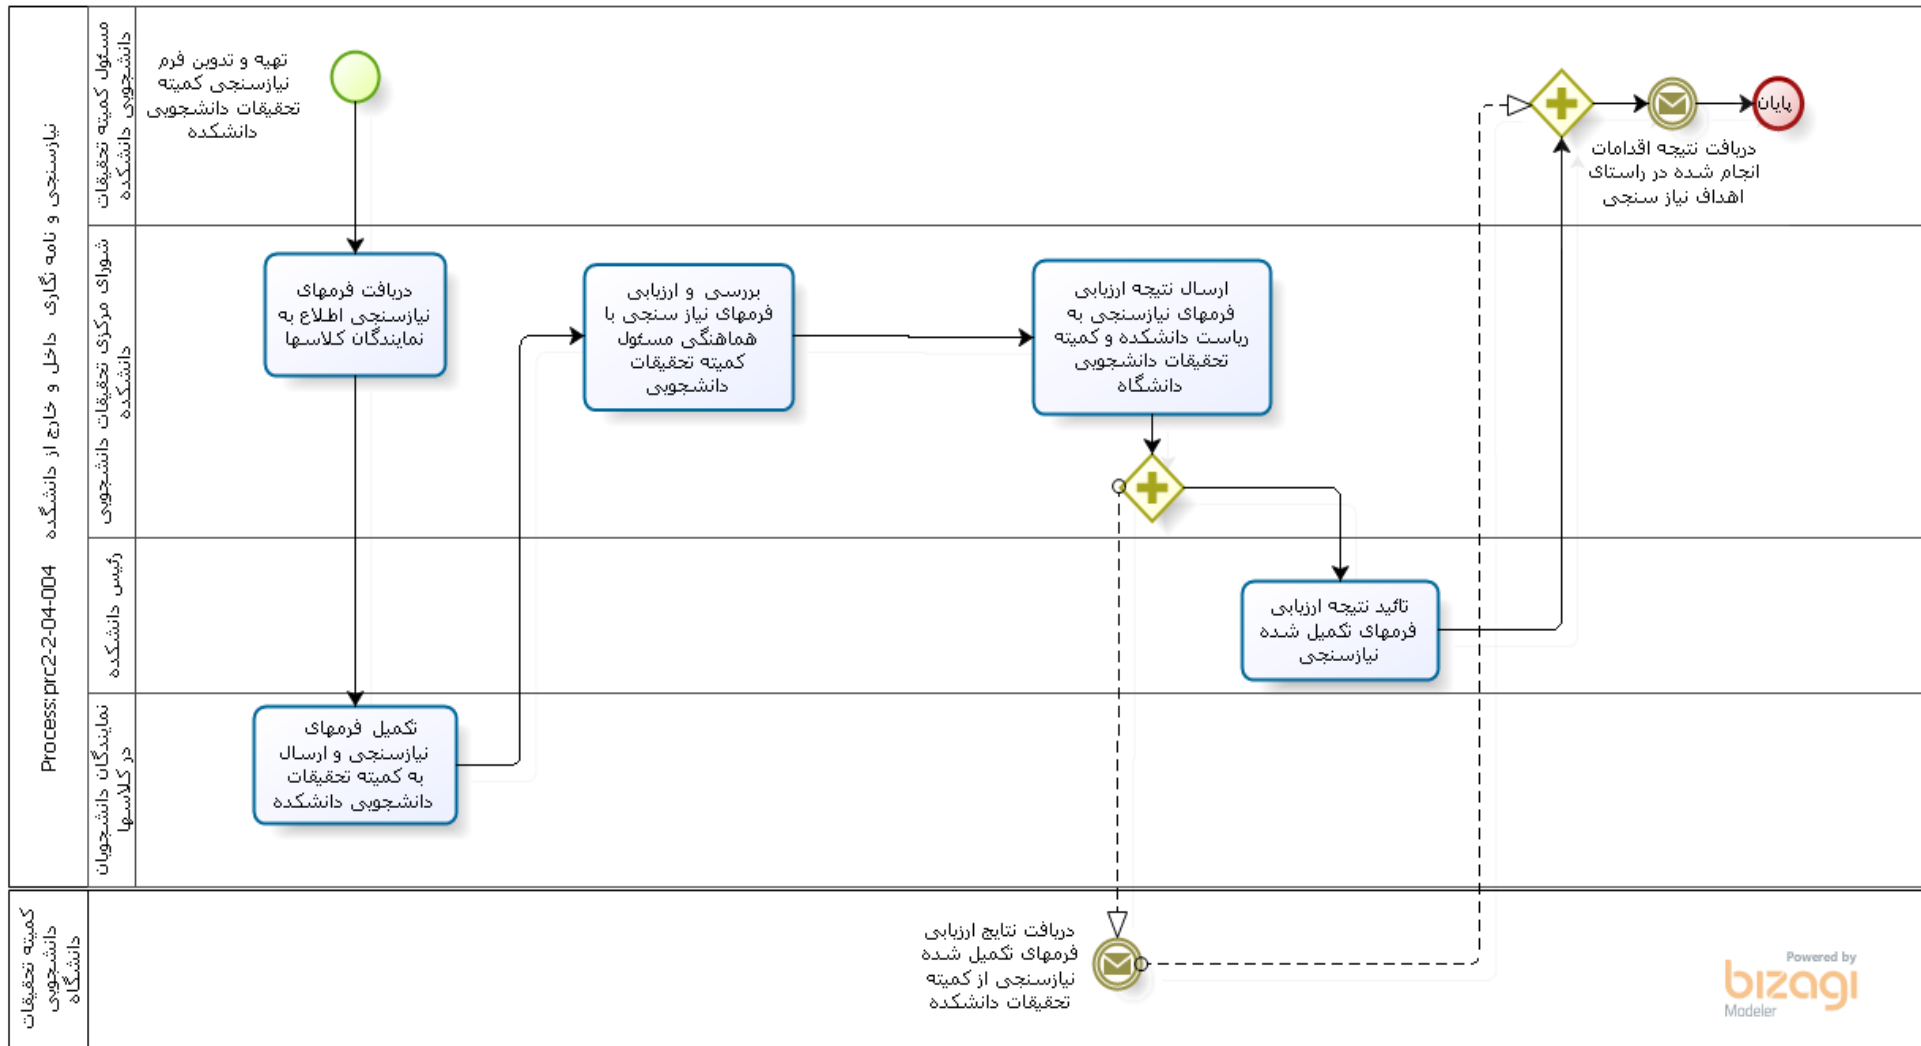 Process:prc2-2-04-004 نیازسنجی و نامه نگاری داخل و خارج از دانشگده
مسئول کمیته تحقیقات
دانشجویی دانشکده
تهیه و تدوین فرم
نیازسنجی کمیته
تحقیقات دانشجویی
دانشکده
پایان
دریافت نتیجه اقدامات
انجام شده در راستای
اهداف نیاز سنجی
شورای مرکزی تحقیقات دانشجویی
دانشکده
دریافت فرمهای
نیازسنجی اطلاع به
نمایندگان کلاسها
بررسی و ارزیابی
فرمهای نیاز سنجی با
هماهنگی مسئول
کمیته تحقیقات
دانشجویی
ارسال نتیجه ارزیابی
فرمهای نیازسنجی به
ریاست دانشکده و کمیته
تحقیقات دانشجویی
دانشگاه
رئیس دانشکده
تائید نتیجه ارزیابی
فرمهای تکمیل شده
نیازسنجی
نمایندگان دانشجویان
در کلاسها
تکمیل فرمهای
نیازسنجی و ارسال
به کمیته تحقیقات
دانشجویی دانشکده
کمیته تحقیقات
دانشجویی
دانشگاه
دریافت نتایج ارزیابی
فرمهای تکمیل شده
نیازسنجی از کمیته
تحقیقات دانشکده
Powered by
bizagi
Modeler